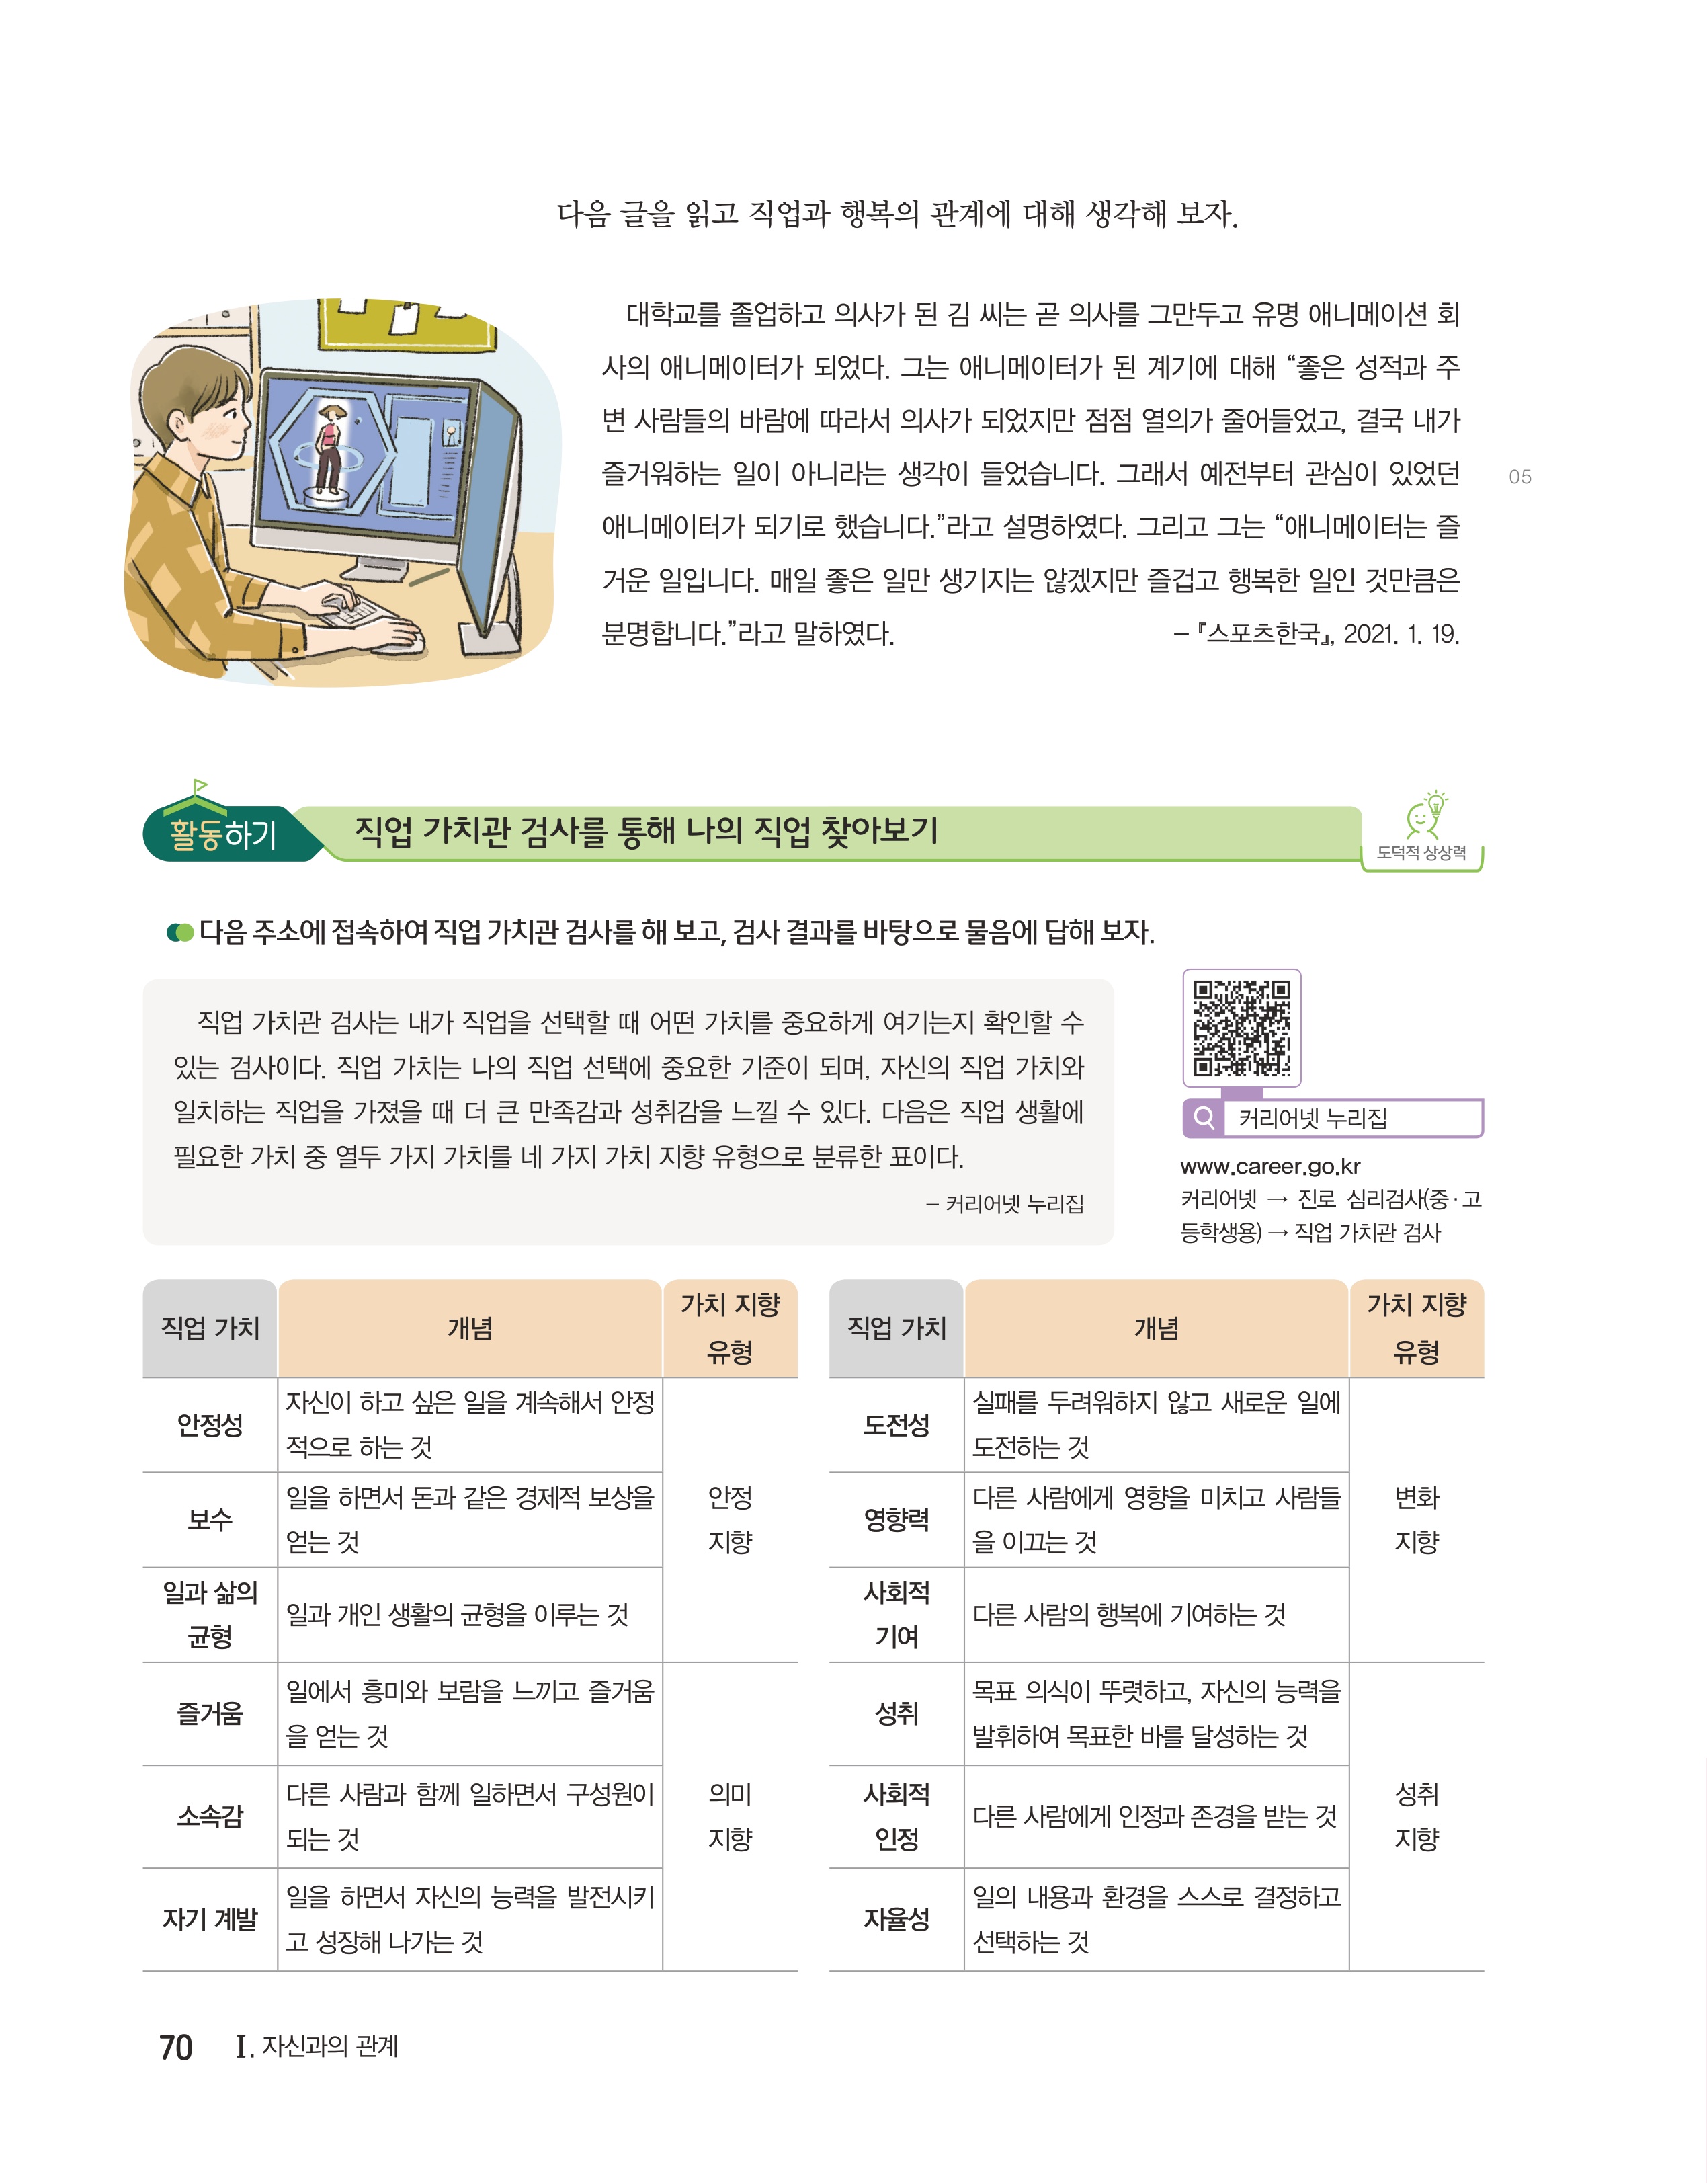 다음 글을 읽고 직업과 행복의 관계에 대해 생각해 보자.
대학교를 졸업하고 의사가 된 김 씨는 곧 의사를 그만두고 유명 애니메이션 회
사의 애니메이터가 되었다. 그는 애니메이터가 된 계기에 대해 “좋은 성적과 주
변 사람들의 바람에 따라서 의사가 되었지만 점점 열의가 줄어들었고, 결국 내가
즐거워하는 일이 아니라는 생각이 들었습니다. 그래서 예전부터 관심이 있었던
05
애니메이터가 되기로 했습니다.”라고 설명하였다. 그리고 그는 “애니메이터는 즐
거운 일입니다. 매일 좋은 일만 생기지는 않겠지만 즐겁고 행복한 일인 것만큼은
분명합니다.”라고 말하였다.
– 『스포츠한국』, 2021. 1. 19.
활동하기
직업 가치관 검사를 통해 나의 직업 찾아보기
도덕적 상상력
다음 주소에 접속하여 직업 가치관 검사를 해 보고, 검사 결과를 바탕으로 물음에 답해 보자.
직업 가치관 검사는 내가 직업을 선택할 때 어떤 가치를 중요하게 여기는지 확인할 수
있는 검사이다. 직업 가치는 나의 직업 선택에 중요한 기준이 되며, 자신의 직업 가치와
일치하는 직업을 가졌을 때 더 큰 만족감과 성취감을 느낄 수 있다. 다음은 직업 생활에
필요한 가치 중 열두 가지 가치를 네 가지 가치 지향 유형으로 분류한 표이다.
– 커리어넷 누리집
커리어넷 누리집
www.career.go.kr
커리어넷 → 진로 심리검사(중·고
등학생용) → 직업 가치관 검사
직업 가치
개념
가치 지향
유형
안정성
자신이 하고 싶은 일을 계속해서 안정
적으로 하는 것
보수
일을 하면서 돈과 같은 경제적 보상을
얻는 것
일과 삶의
균형
일과 개인 생활의 균형을 이루는 것
안정
지향
즐거움
일에서 흥미와 보람을 느끼고 즐거움
을 얻는 것
소속감
다른 사람과 함께 일하면서 구성원이
되는 것
자기 계발
일을 하면서 자신의 능력을 발전시키
고 성장해 나가는 것
의미
지향
직업 가치
개념
가치 지향
유형
도전성
실패를 두려워하지 않고 새로운 일에
도전하는 것
영향력
다른 사람에게 영향을 미치고 사람들
을 이끄는 것
사회적
기여
다른 사람의 행복에 기여하는 것
변화
지향
성취
목표 의식이 뚜렷하고, 자신의 능력을
발휘하여 목표한 바를 달성하는 것
사회적
인정
다른 사람에게 인정과 존경을 받는 것
자율성
일의 내용과 환경을 스스로 결정하고
선택하는 것
성취
지향
70
I. 자신과의 관계